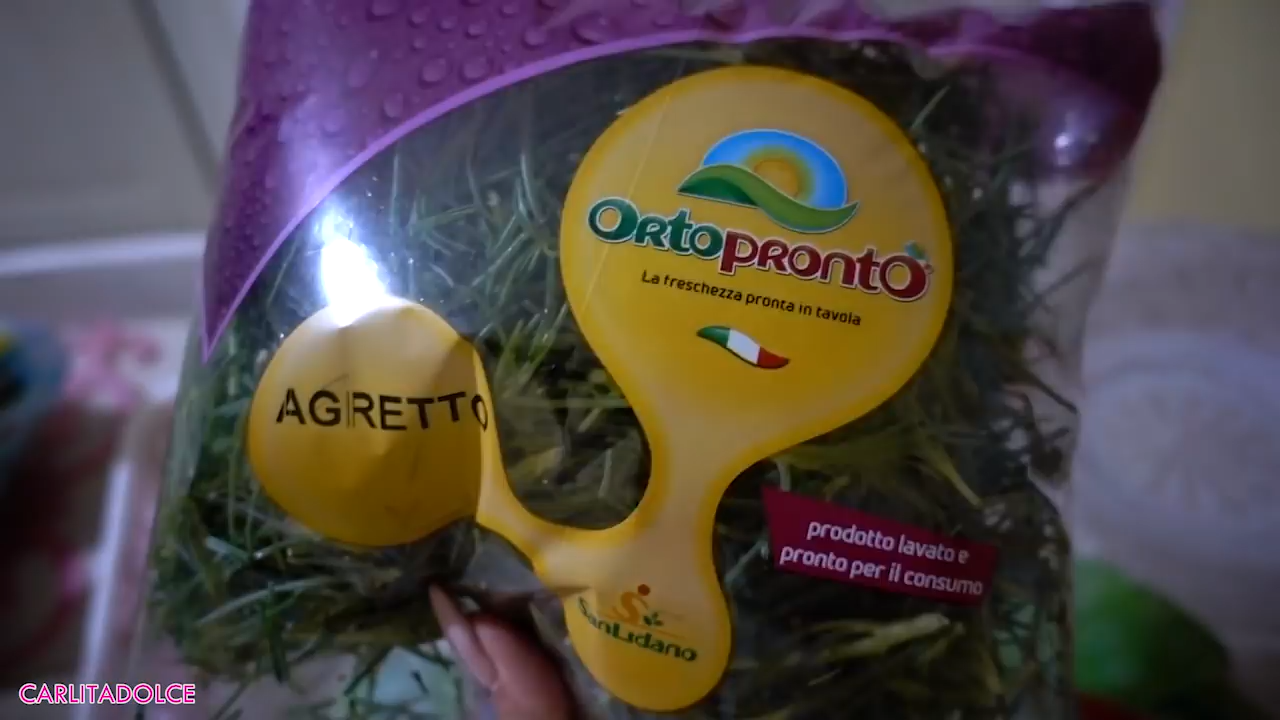 Ortopronto
La freschezza pronta in tavola
AGRETTO
prodotto lavato e
pronto per il consumo
SanLidano
CARLITADOLCE